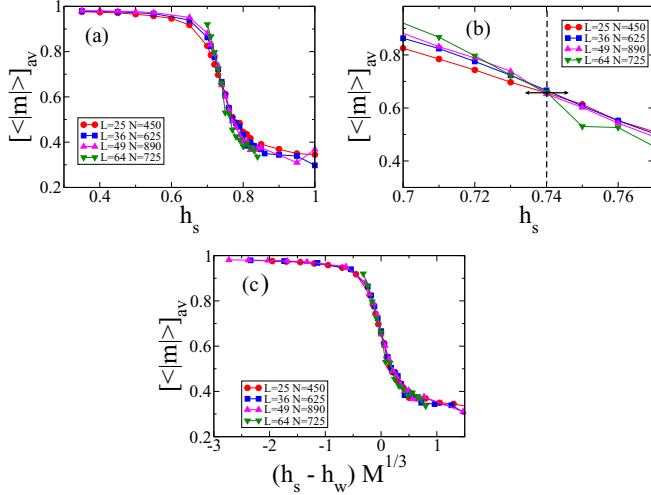 1
0.8
0.6
0.4
0.2
[<|m|>]av
(a)
L=25 N=450
L=36 N=625
L=49 N=890
L=64 N=725
0.4 0.6 0.8 1
hs
0.8
0.6
0.4
[<|m|>]av
(b)
L=25 N=450
L=36 N=625
L=49 N=890
L=64 N=725
0.7 0.72 0.74 0.76
hs
1
0.8
0.6
0.4
0.2
[<|m|>]av
(c)
L=25 N=450
L=36 N=625
L=49 N=890
L=64 N=725
-3 -2 -1 0 1
(hs - hw) M1/3